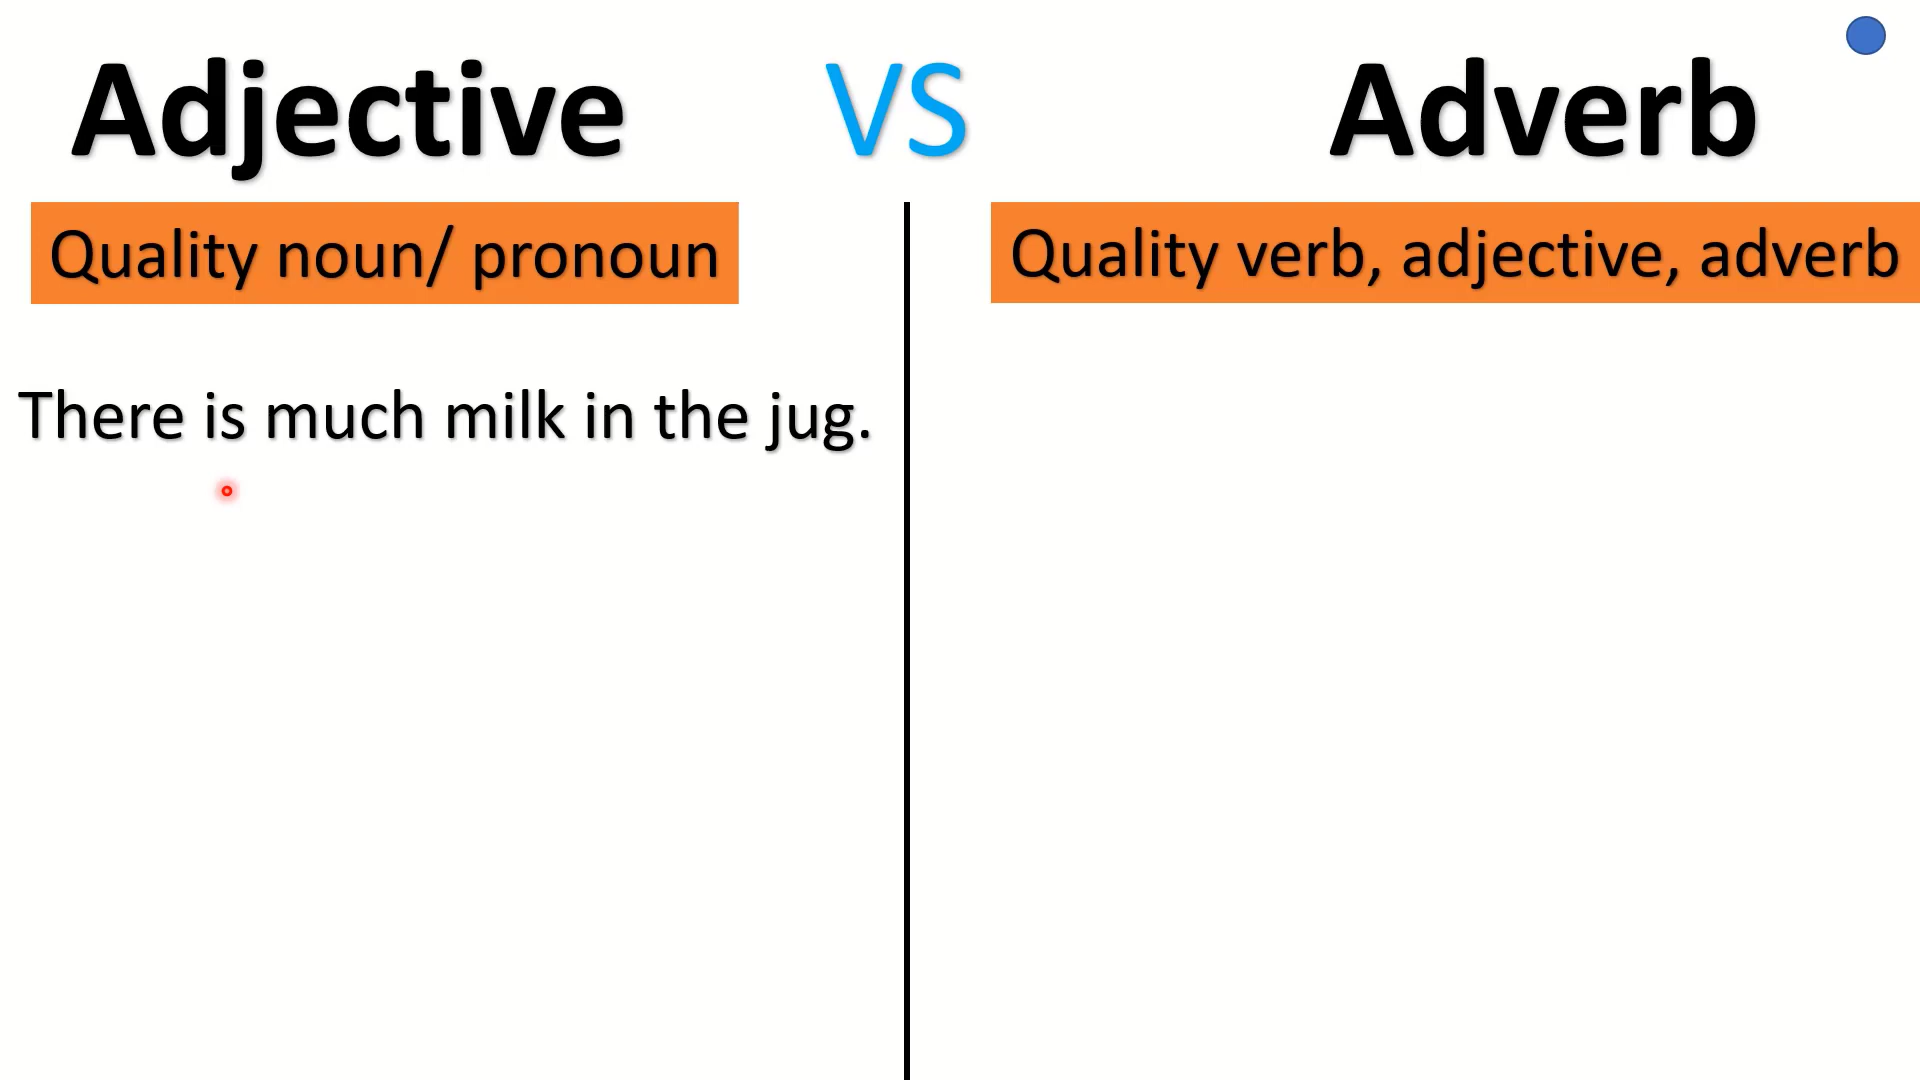 Adjective VS Adverb
Quality noun/ pronoun
Quality verb, adjective, adverb
There is much milk in the jug.